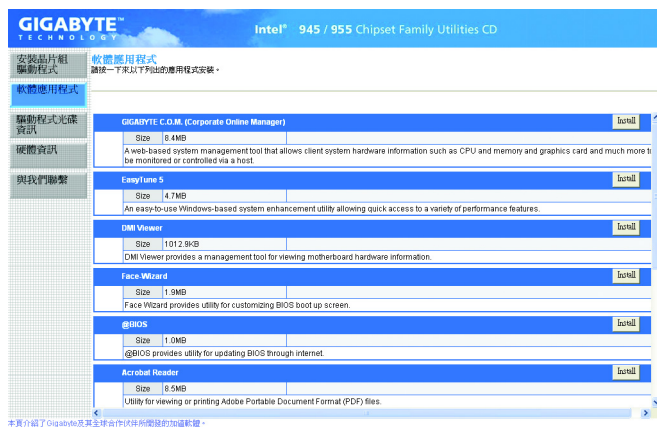 GIGABYTE™
TECHNOLOGY
Intel® 945 / 955 Chipset Family Utilities CD
安裝晶片組
驅動程式
軟體應用程式
驅動程式光碟
資訊
硬體資訊
與我們聯繫
軟體應用程式
請按一下來以下列出的應用程式安裝。
GIGABYTE C.O.M. (Corporate Online Manager)
Install
Size 8.4MB
A web-based system management tool that allows client system hardware information such as CPU and memory and graphics card and much more t
be monitored or controlled via a host.
EasyTune 5
Install
Size 4.7MB
An easy-to-use Windows-based system enhancement utility allowing quick access to a variety of performance features.
DMI Viewer
Install
Size 1012.9KB
DMI Viewer provides a management tool for viewing motherboard hardware information.
Face-Wizard
Install
Size 1.9MB
Face Wizard provides utility for customizing BIOS boot up screen.
@BIOS
Install
Size 1.0MB
@BIOS provides utility for updating BIOS through internet.
Acrobat Reader
Install
Size 8.5MB
Utility for viewing or printing Adobe Portable Document Format (PDF) files.
本頁介紹了Gigabyte及其全球合作伙伴所開發的加值軟體。